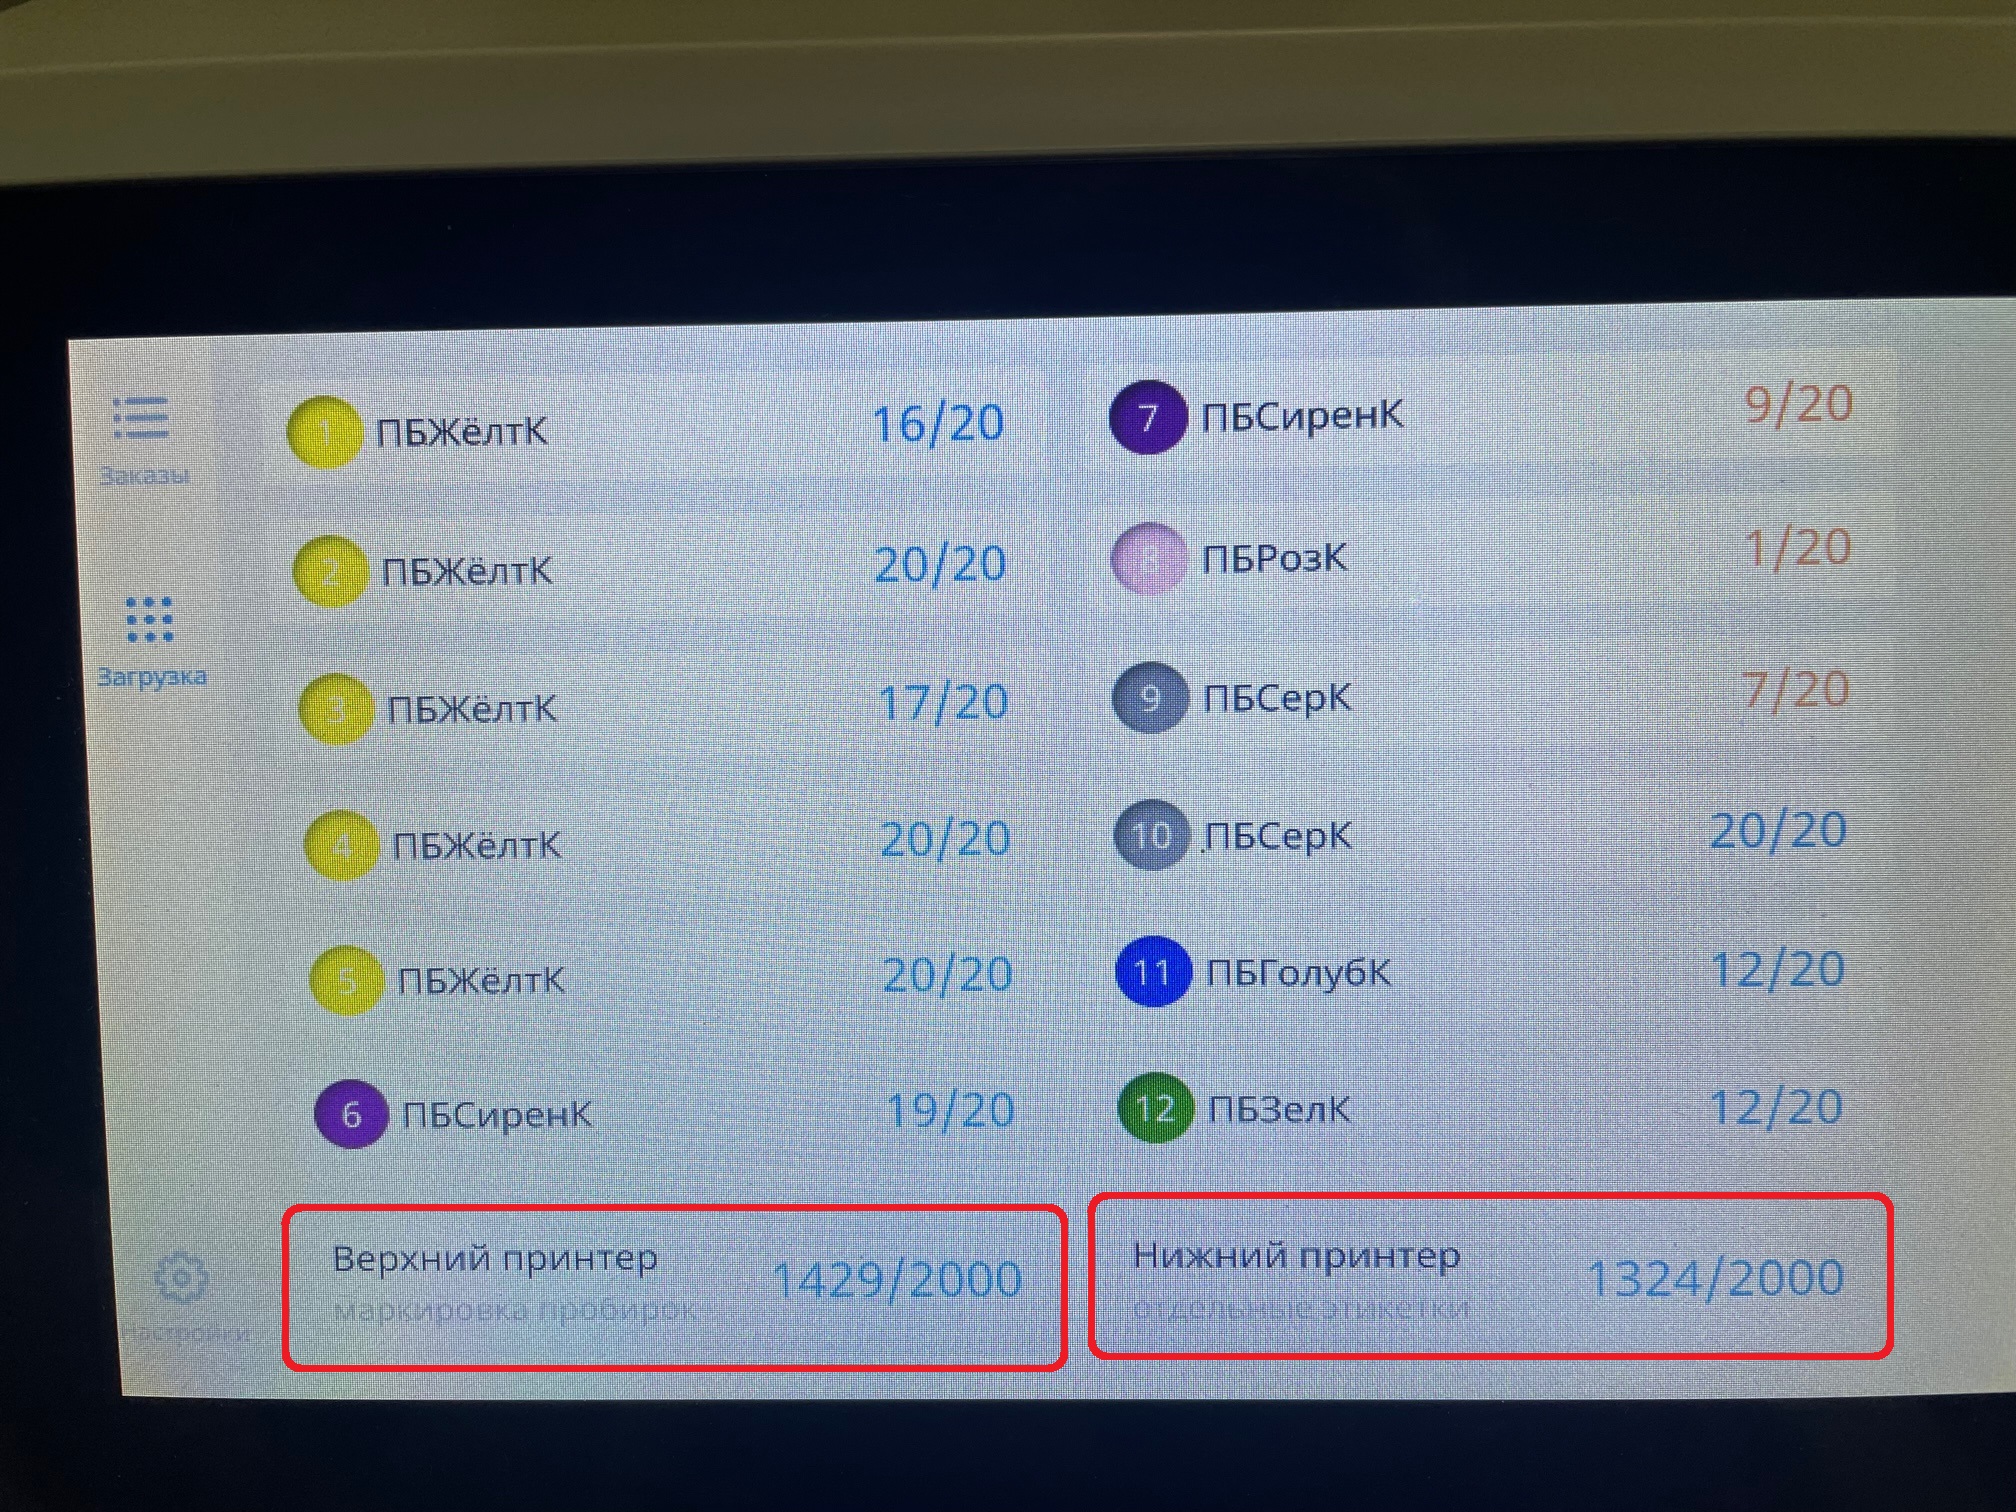 Заказы
Загрузка
Настройки
1 ПБЖёлтК 16/20
2 ПБЖёлтК 20/20
3 ПБЖёлтК 17/20
4 ПБЖёлтК 20/20
5 ПБЖёлтК 20/20
6 ПБСиренК 19/20
7 ПБСиренК 9/20
8 ПБРозК 1/20
9 ПБСерК 7/20
10 ПБСерК 20/20
11 ПБГолубК 12/20
12 ПБЗелК 12/20
Верхний принтер 1429/2000
маркировка пробирок
Нижний принтер 1324/2000
отдельные этикетки